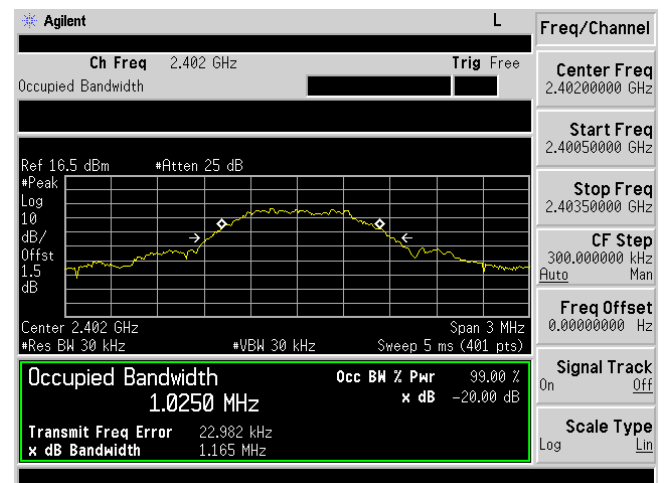 Agilent L
Ch Freq 2.402 GHz Trig Free
Occupied Bandwidth
Ref 16.5 dBm #Atten 25 dB
#Peak
Log
10
dB/
Offst
1.5
dB
Center 2.402 GHz Span 3 MHz
#Res BW 30 kHz #VBW 30 kHz Sweep 5 ms (401 pts)
Occupied Bandwidth
1.0250 MHz
Occ BW % Pwr 99.00 %
x dB -20.00 dB
Transmit Freq Error 22.982 kHz
x dB Bandwidth 1.165 MHz
Freq/Channel
Center Freq
2.40200000 GHz
Start Freq
2.40050000 GHz
Stop Freq
2.40350000 GHz
CF Step
300.000000 kHz
Auto Man
Freq Offset
0.00000000 Hz
Signal Track
On Off
Scale Type
Log Lin